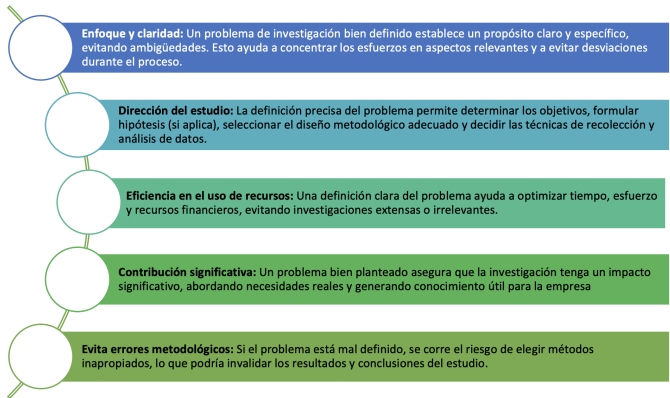 Enfoque y claridad: Un problema de investigación bien definido establece un propósito claro y específico,
evitando ambigüedades. Esto ayuda a concentrar los esfuerzos en aspectos relevantes y a evitar desviaciones
durante el proceso.
Dirección del estudio: La definición precisa del problema permite determinar los objetivos, formular
hipótesis (si aplica), seleccionar el diseño metodológico adecuado y decidir las técnicas de recolección y
análisis de datos.
Eficiencia en el uso de recursos: Una definición clara del problema ayuda a optimizar tiempo, esfuerzo
y recursos financieros, evitando investigaciones extensas o irrelevantes.
Contribución significativa: Un problema bien planteado asegura que la investigación tenga un impacto
significativo, abordando necesidades reales y generando conocimiento útil para la empresa
Evita errores metodológicos: Si el problema está mal definido, se corre el riesgo de elegir métodos
inapropiados, lo que podría invalidar los resultados y conclusiones del estudio.